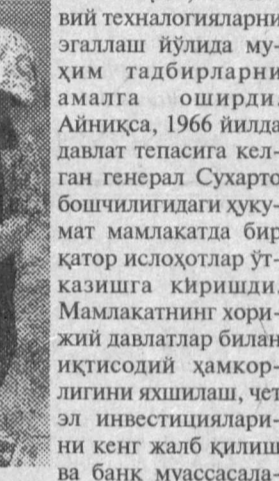 вий техналогияларни
эгаллаш йўлида му-
ҳим тадбирларни
амалга оширди.
Айниқса, 1966 йилда
давлат тепасига кел-
ган генерал Сухарто
бошчилигидаги ҳуку-
мат мамлакатда бир
қатор ислоҳотлар ўт-
казишга киришди.
Мамлакатнинг хори-
жий давлатлар билан
иқтисодий ҳамкор-
лигини яхшилаш, чет
эл инвестициялари-
ни кенг жалб қилиш
ва банк муассасала-